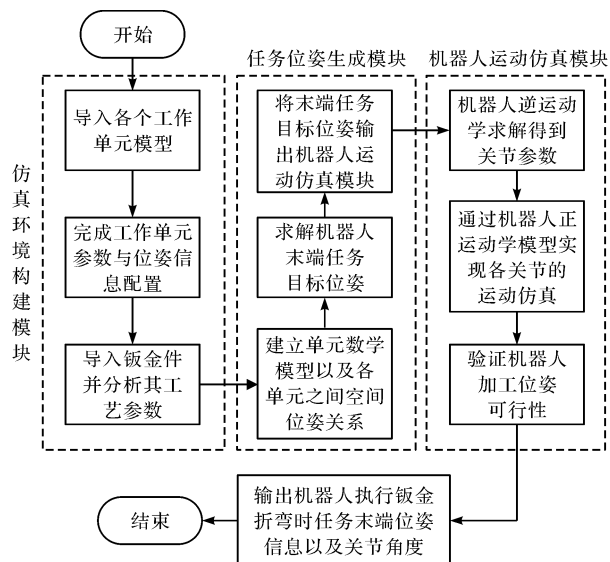 开始
仿真环境构建模块
导入各个工作
单元模型
完成工作单元
参数与位姿信
息配置
导入钣金件
并分析其工
艺参数
任务位姿生成模块
将末端任务
目标位姿输
出机器人运
动仿真模块
求解机器人
末端任务
目标位姿
建立单元数学
模型以及各
单元之间空间
位姿关系
机器人运动仿真模块
机器人逆运动
学求解得到
关节参数
通过机器人正
运动学模型实
现各关节的
运动仿真
验证机器人
加工位姿
可行性
输出机器人执行钣金
折弯时任务末端位姿
信息以及关节角度
结束